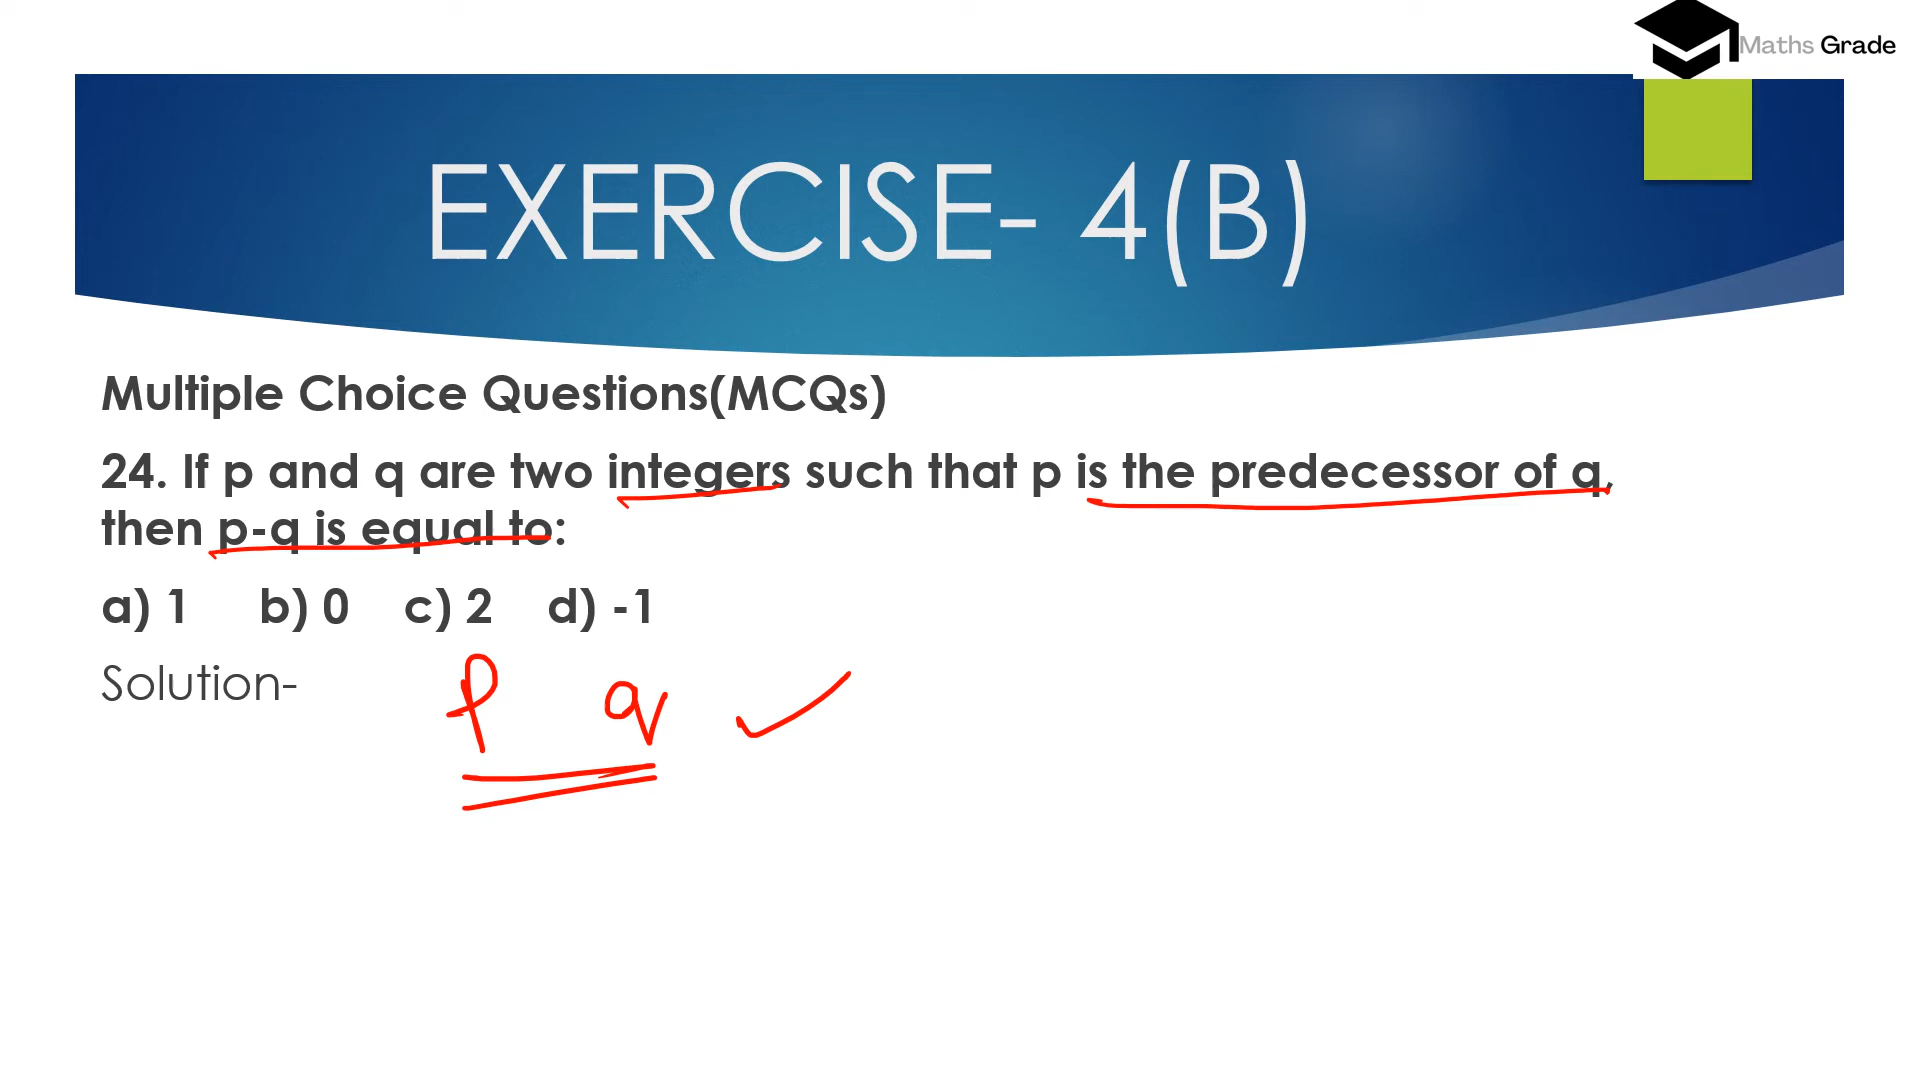 Maths Grade
EXERCISE- 4(B)
Multiple Choice Questions(MCQs)
24. If p and q are two integers such that p is the predecessor of q,
then p-q is equal to:
a) 1 b) 0 c) 2 d) -1
Solution-
p q